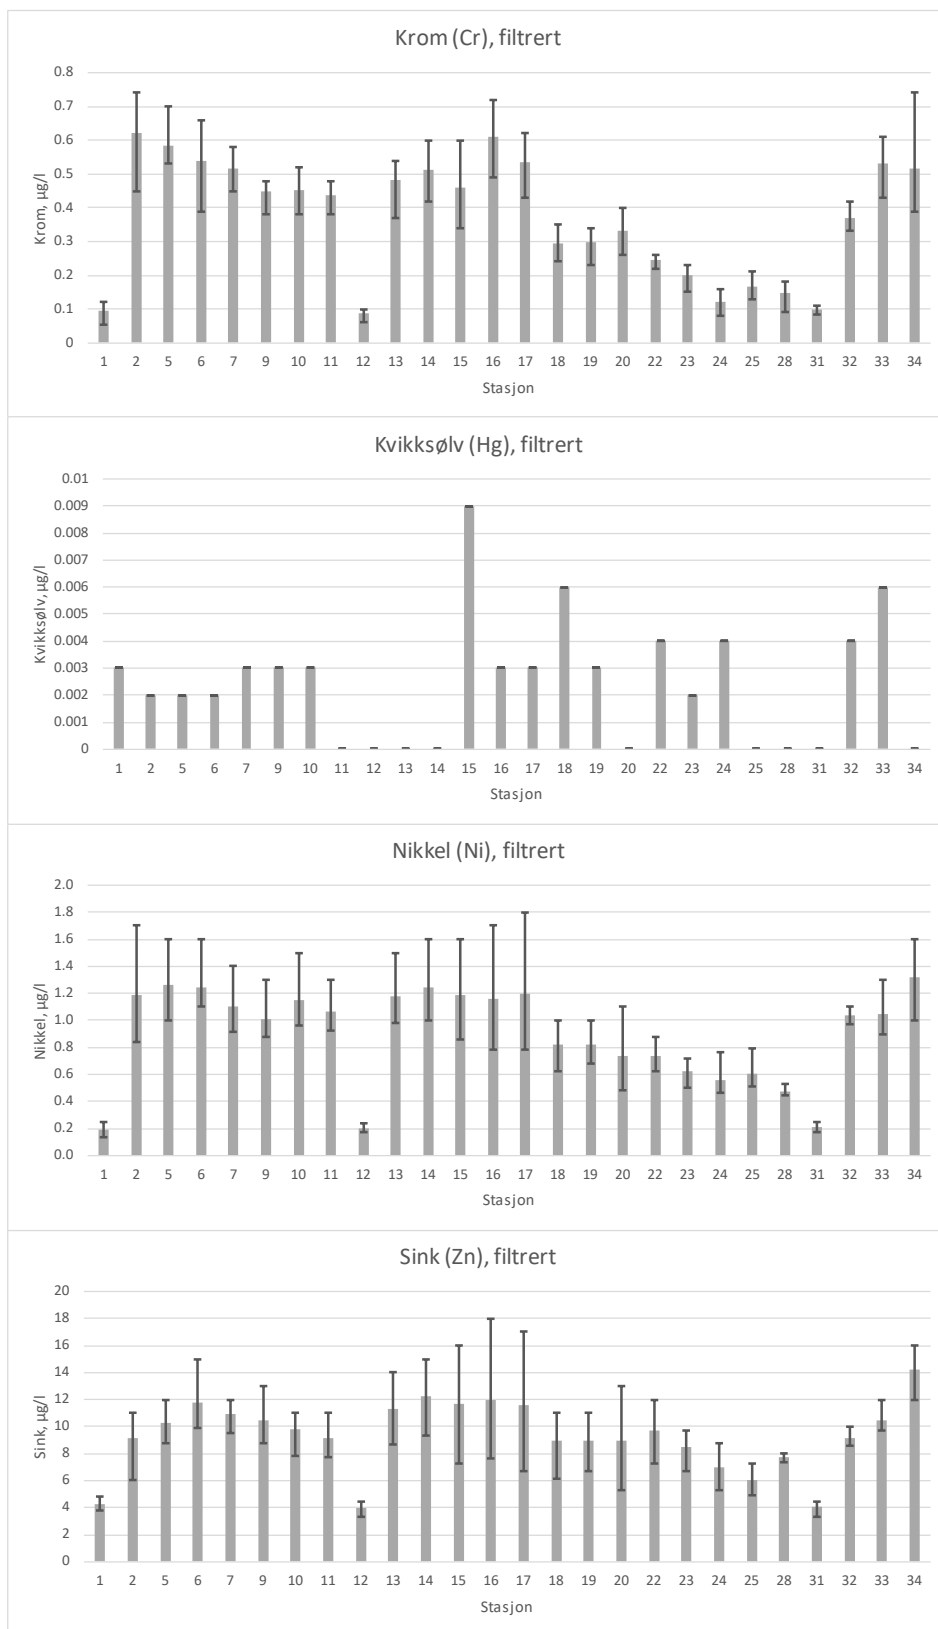 Krom (Cr), filtrert
0.8
0.7
0.6
0.5
0.4
0.3
0.2
0.1
0
Krom, µg/l
1 2 5 6 7 9 10 11 12 13 14 15 16 17 18 19 20 22 23 24 25 28 31 32 33 34
Stasjon
Kvikksølv (Hg), filtrert
0.01
0.009
0.008
0.007
0.006
0.005
0.004
0.003
0.002
0.001
0
Kvikksølv, µg/l
1 2 5 6 7 9 10 11 12 13 14 15 16 17 18 19 20 22 23 24 25 28 31 32 33 34
Stasjon
Nikkel (Ni), filtrert
2.0
1.8
1.6
1.4
1.2
1.0
0.8
0.6
0.4
0.2
0.0
Nikkel, µg/l
1 2 5 6 7 9 10 11 12 13 14 15 16 17 18 19 20 22 23 24 25 28 31 32 33 34
Stasjon
Sink (Zn), filtrert
20
18
16
14
12
10
8
6
4
2
0
Sink, µg/l
1 2 5 6 7 9 10 11 12 13 14 15 16 17 18 19 20 22 23 24 25 28 31 32 33 34
Stasjon